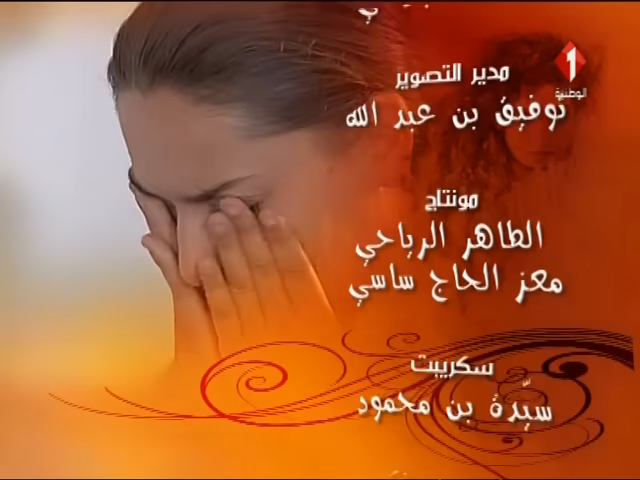 مدير التصوير
الوطنية
1
توفيق بن عبد الله
مونتاج
الطاهر الرياحي
معز الحاج ساسي
سكريبت
سيّدة بن محمود